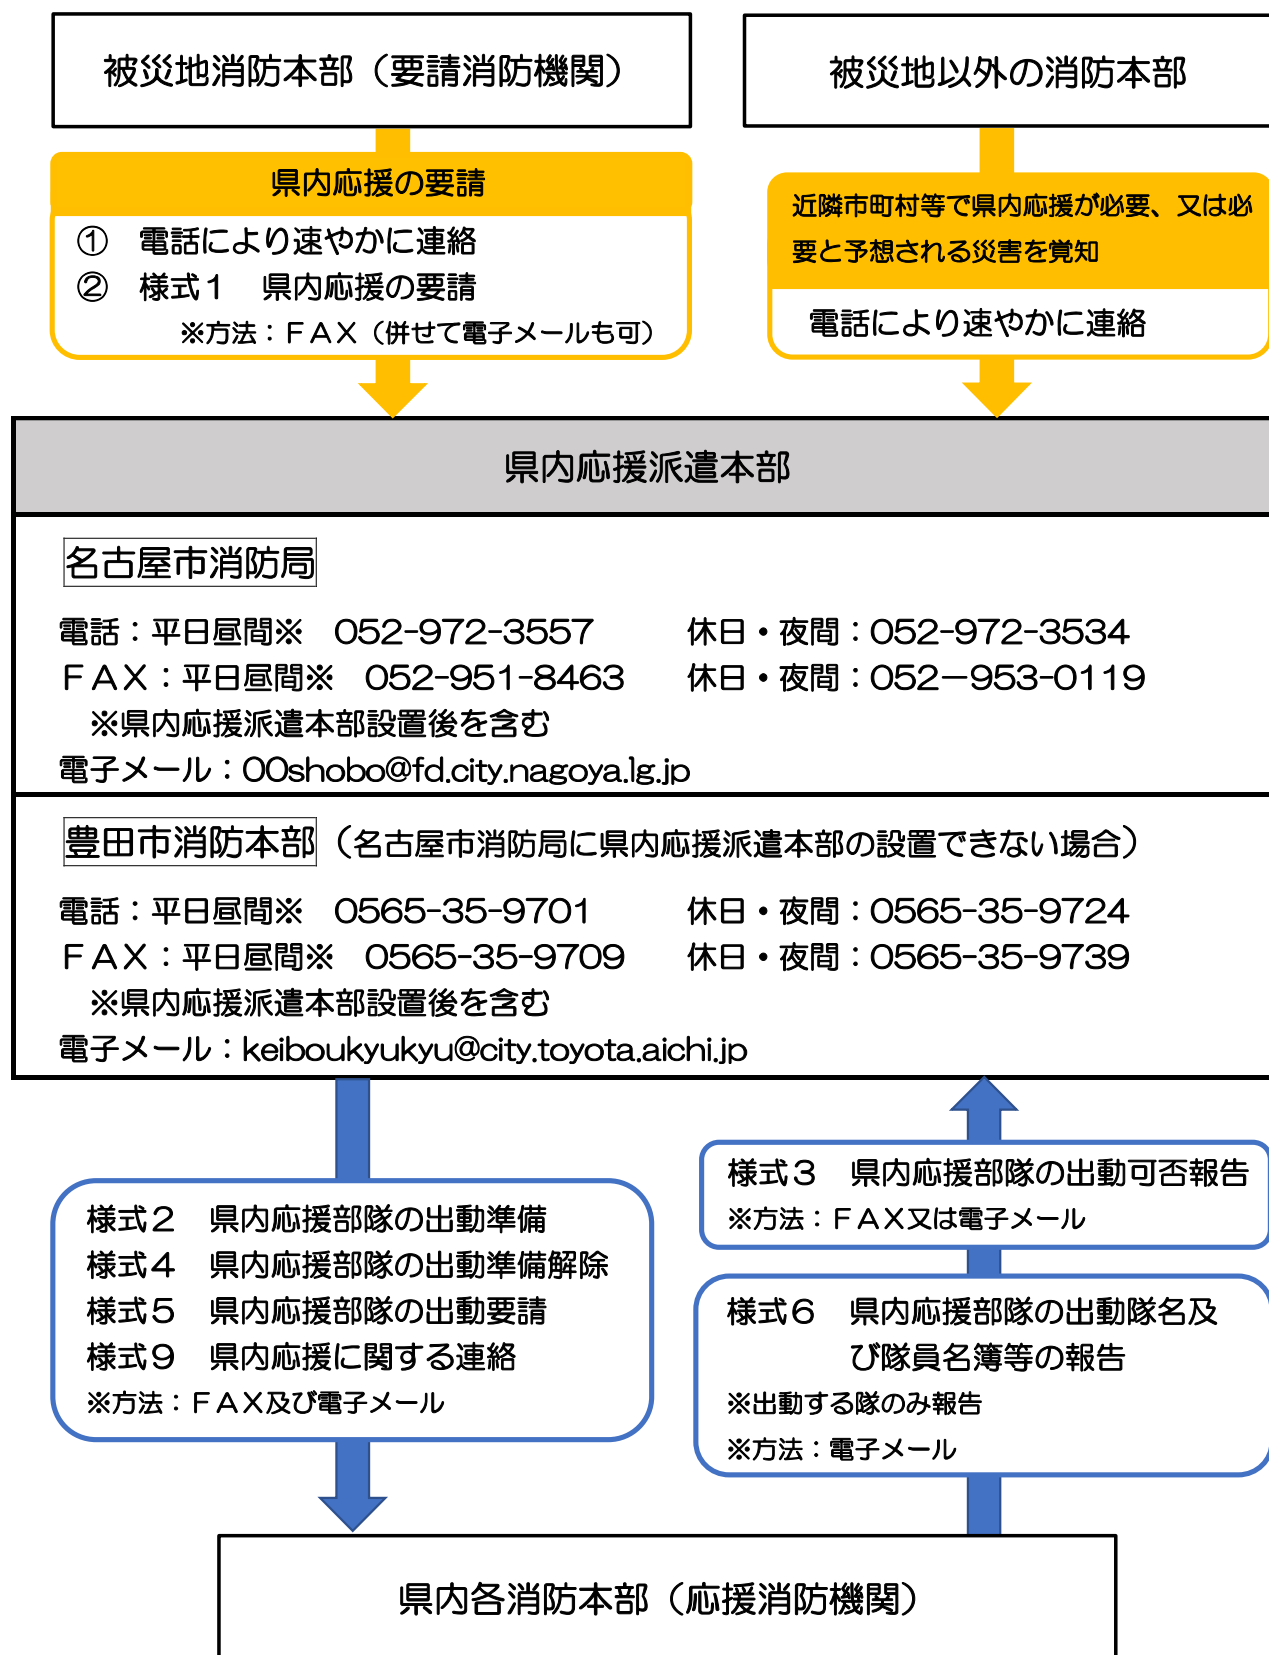 被災地消防本部（要請消防機関）
県内応援の要請
①　電話により速やかに連絡
②　様式１　県内応援の要請
※方法：ＦＡＸ（併せて電子メールも可）
被災地以外の消防本部
近隣市町村等で県内応援が必要、又は必
要と予想される災害を覚知
電話により速やかに連絡
県内応援派遣本部
名古屋市消防局
電話：平日昼間※　052-972-3557　　休日・夜間：052-972-3534
ＦＡＸ：平日昼間※　052-951-8463　　休日・夜間：052－953-0119
※県内応援派遣本部設置後を含む
電子メール：00shobo@fd.city.nagoya.lg.jp
豊田市消防本部（名古屋市消防局に県内応援派遣本部の設置できない場合）
電話：平日昼間※　0565-35-9701　　休日・夜間：0565-35-9724
ＦＡＸ：平日昼間※　0565-35-9709　　休日・夜間：0565-35-9739
※県内応援派遣本部設置後を含む
電子メール：keiboukyukyu@city.toyota.aichi.jp
様式２　県内応援部隊の出動準備
様式４　県内応援部隊の出動準備解除
様式５　県内応援部隊の出動要請
様式９　県内応援に関する連絡
※方法：ＦＡＸ及び電子メール
様式３　県内応援部隊の出動可否報告
※方法：ＦＡＸ又は電子メール
様式６　県内応援部隊の出動隊名及
び隊員名簿等の報告
※出動する隊のみ報告
※方法：電子メール
県内各消防本部（応援消防機関）